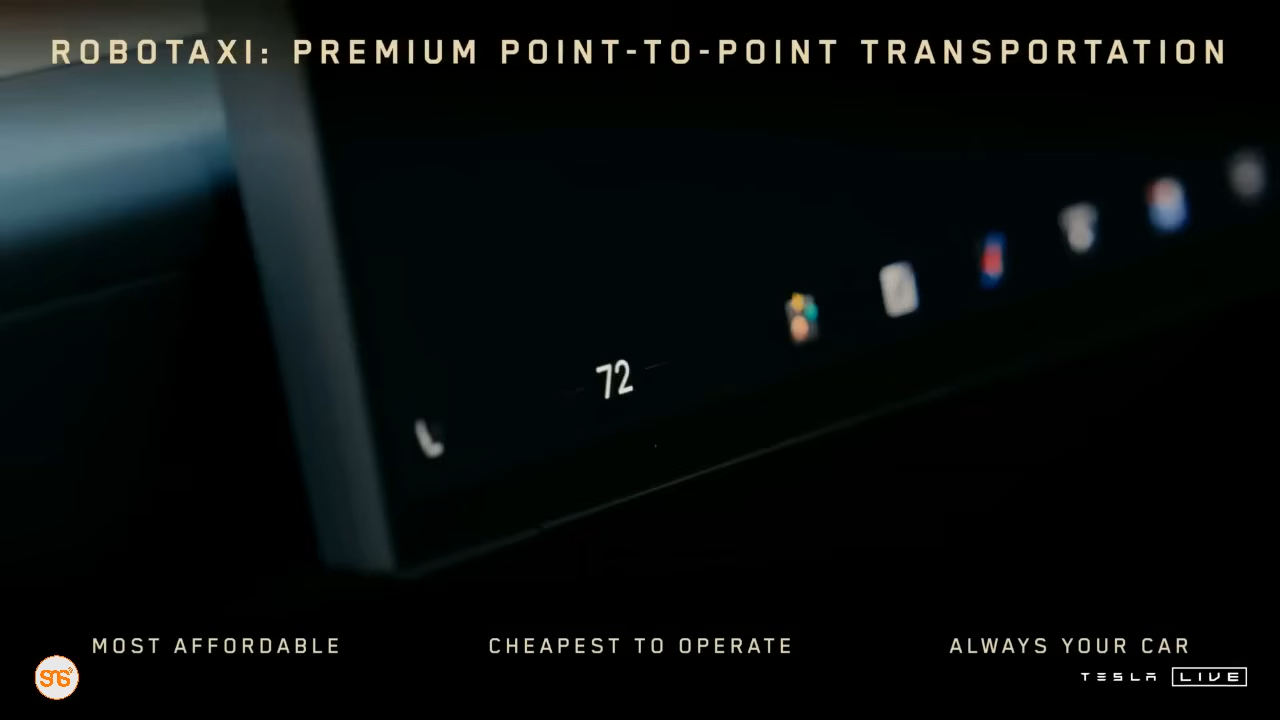 ROBOTAXI: PREMIUM POINT-TO-POINT TRANSPORTATION
72
MOST AFFORDABLE
CHEAPEST TO OPERATE
ALWAYS YOUR CAR
TESLA LIVE